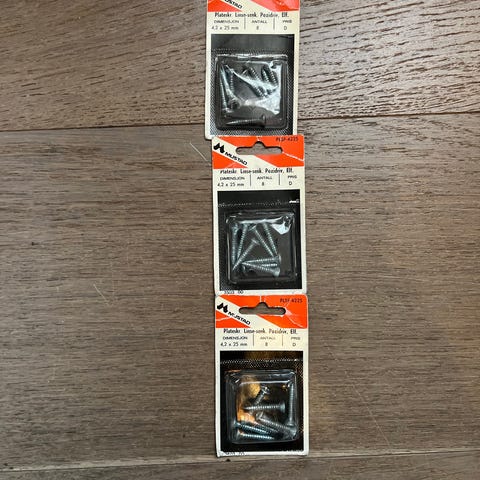 MUSTAD
Plateskr. Linse-senk. Pozidriv, Elf.
DIMENSJON ANTALL PRIS
4,2 x 25 mm 8 D
PLSF-4225
MUSTAD
Plateskr. Linse-senk. Pozidriv, Elf.
DIMENSJON ANTALL PRIS
4,2 x 25 mm 8 D
PLSF-4225
MUSTAD
Plateskr. Linse-senk. Pozidriv, Elf.
DIMENSJON ANTALL PRIS
4,2 x 25 mm 8 D